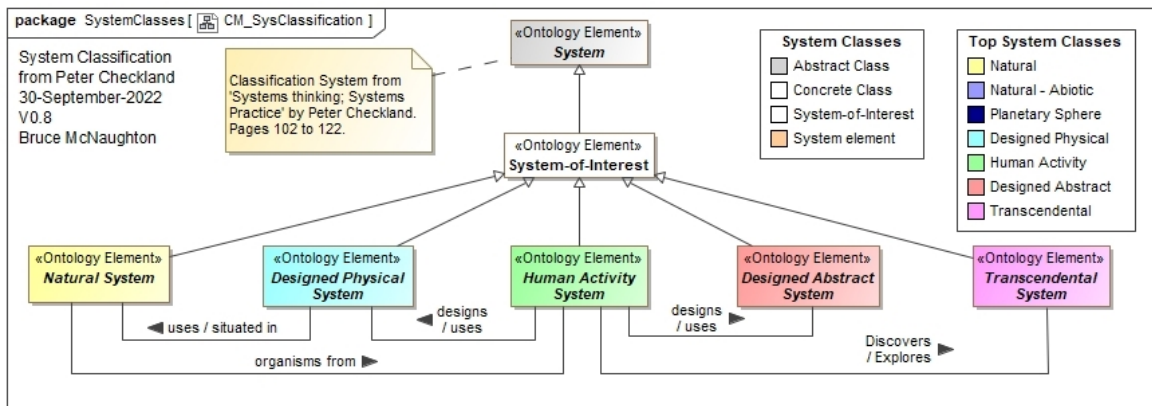 package SystemClasses [ CM_SysClassification ]
System Classification
from Peter Checkland
30-September-2022
V0.8
Bruce McNaughton
Classification System from
'Systems thinking; Systems
Practice' by Peter Checkland.
Pages 102 to 122.
«Ontology Element»
System
System Classes
Abstract Class
Concrete Class
System-of-Interest
System element
Top System Classes
Natural
Natural - Abiotic
Planetary Sphere
Designed Physical
Human Activity
Designed Abstract
Transcendental
«Ontology Element»
System-of-Interest
«Ontology Element»
Natural System
«Ontology Element»
Designed Physical
System
«Ontology Element»
Human Activity
System
«Ontology Element»
Designed Abstract
System
«Ontology Element»
Transcendental
System
uses / situated in
designs
/ uses
designs
/ uses
organisms from
Discovers
/ Explores